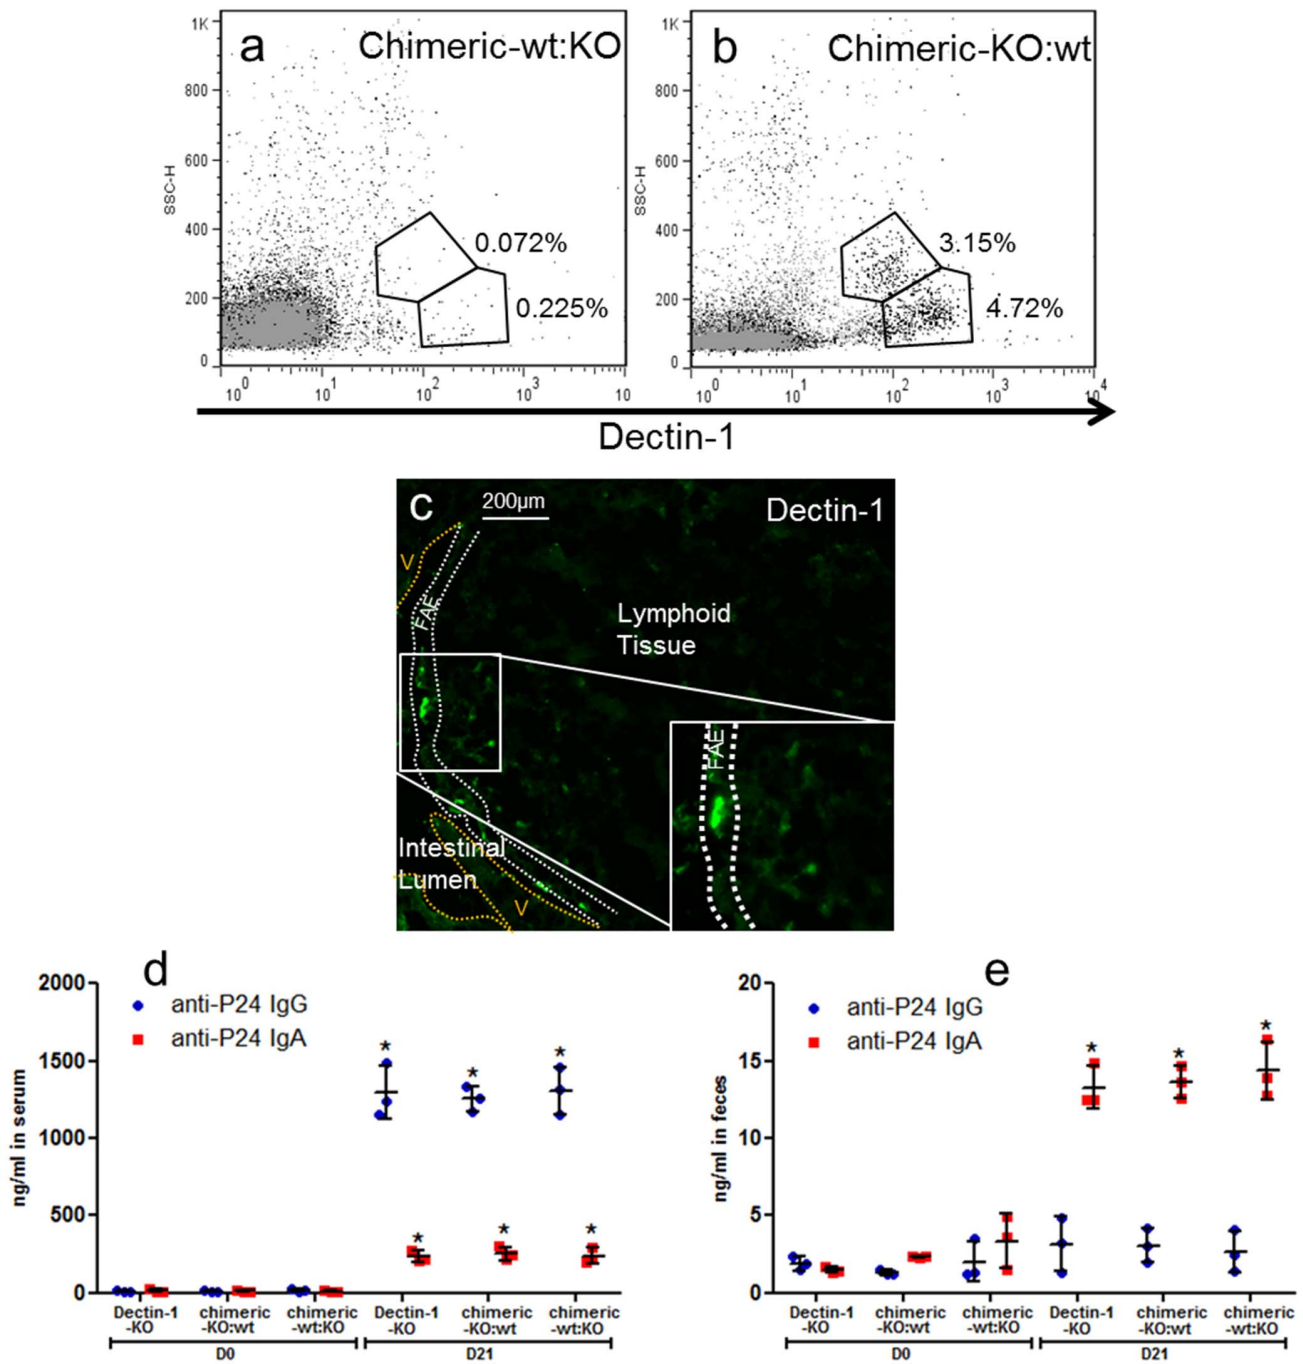 a Chimeric-wt:KO
1K
800
600
400
200
0
SSC-H
0.072%
0.225%
10^0 10^1 10^2 10^3 10
b Chimeric-KO:wt
1K
800
600
400
200
0
SSC-H
3.15%
4.72%
10^0 10^1 10^2 10^3 10^4
Dectin-1
c 200µm Dectin-1
V
FAE
Lymphoid
Tissue
FAE
Intestinal
Lumen
V
d
anti-P24 IgG
anti-P24 IgA
ng/ml in serum
2000
1500
1000
500
0
* * *
* * *
Dectin-1 chimeric chimeric Dectin-1 chimeric chimeric
-KO -KO:wt -wt:KO -KO -KO:wt -wt:KO
D0 D21
e
anti-P24 IgG
anti-P24 IgA
ng/ml in feces
20
15
10
5
0
* * *
Dectin-1 chimeric chimeric Dectin-1 chimeric chimeric
-KO -KO:wt -wt:KO -KO -KO:wt -wt:KO
D0 D21